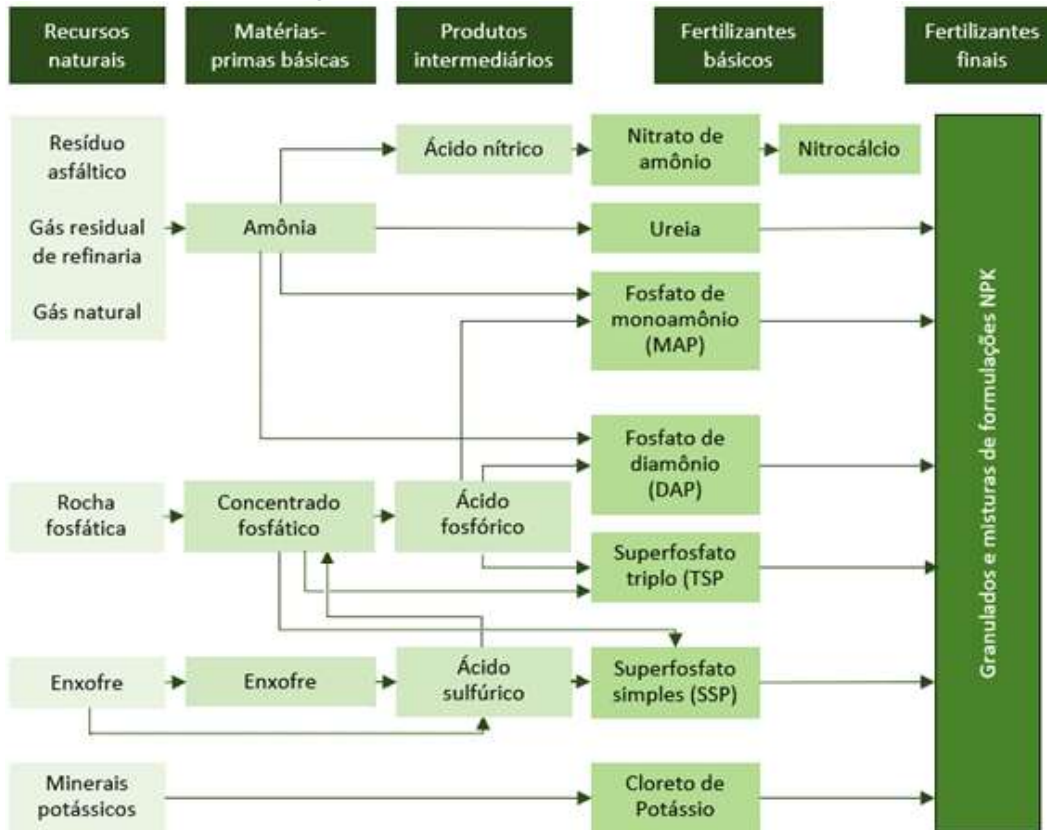 Recursos
naturais
Matérias-
primas básicas
Produtos
intermediários
Fertilizantes
básicos
Fertilizantes
finais
Resíduo
asfáltico
Gás residual
de refinaria
Gás natural
Amônia
Ácido nítrico
Nitrato de
amônio
Nitrocálcio
Ureia
Fosfato de
monoamônio
(MAP)
Fosfato de
diamônio
(DAP)
Rocha
fosfática
Concentrado
fosfático
Ácido
fosfórico
Superfosfato
triplo (TSP
Enxofre
Enxofre
Ácido
sulfúrico
Superfosfato
simples (SSP)
Minerais
potássicos
Cloreto de
Potássio
Granulados e misturas de formulações NPK